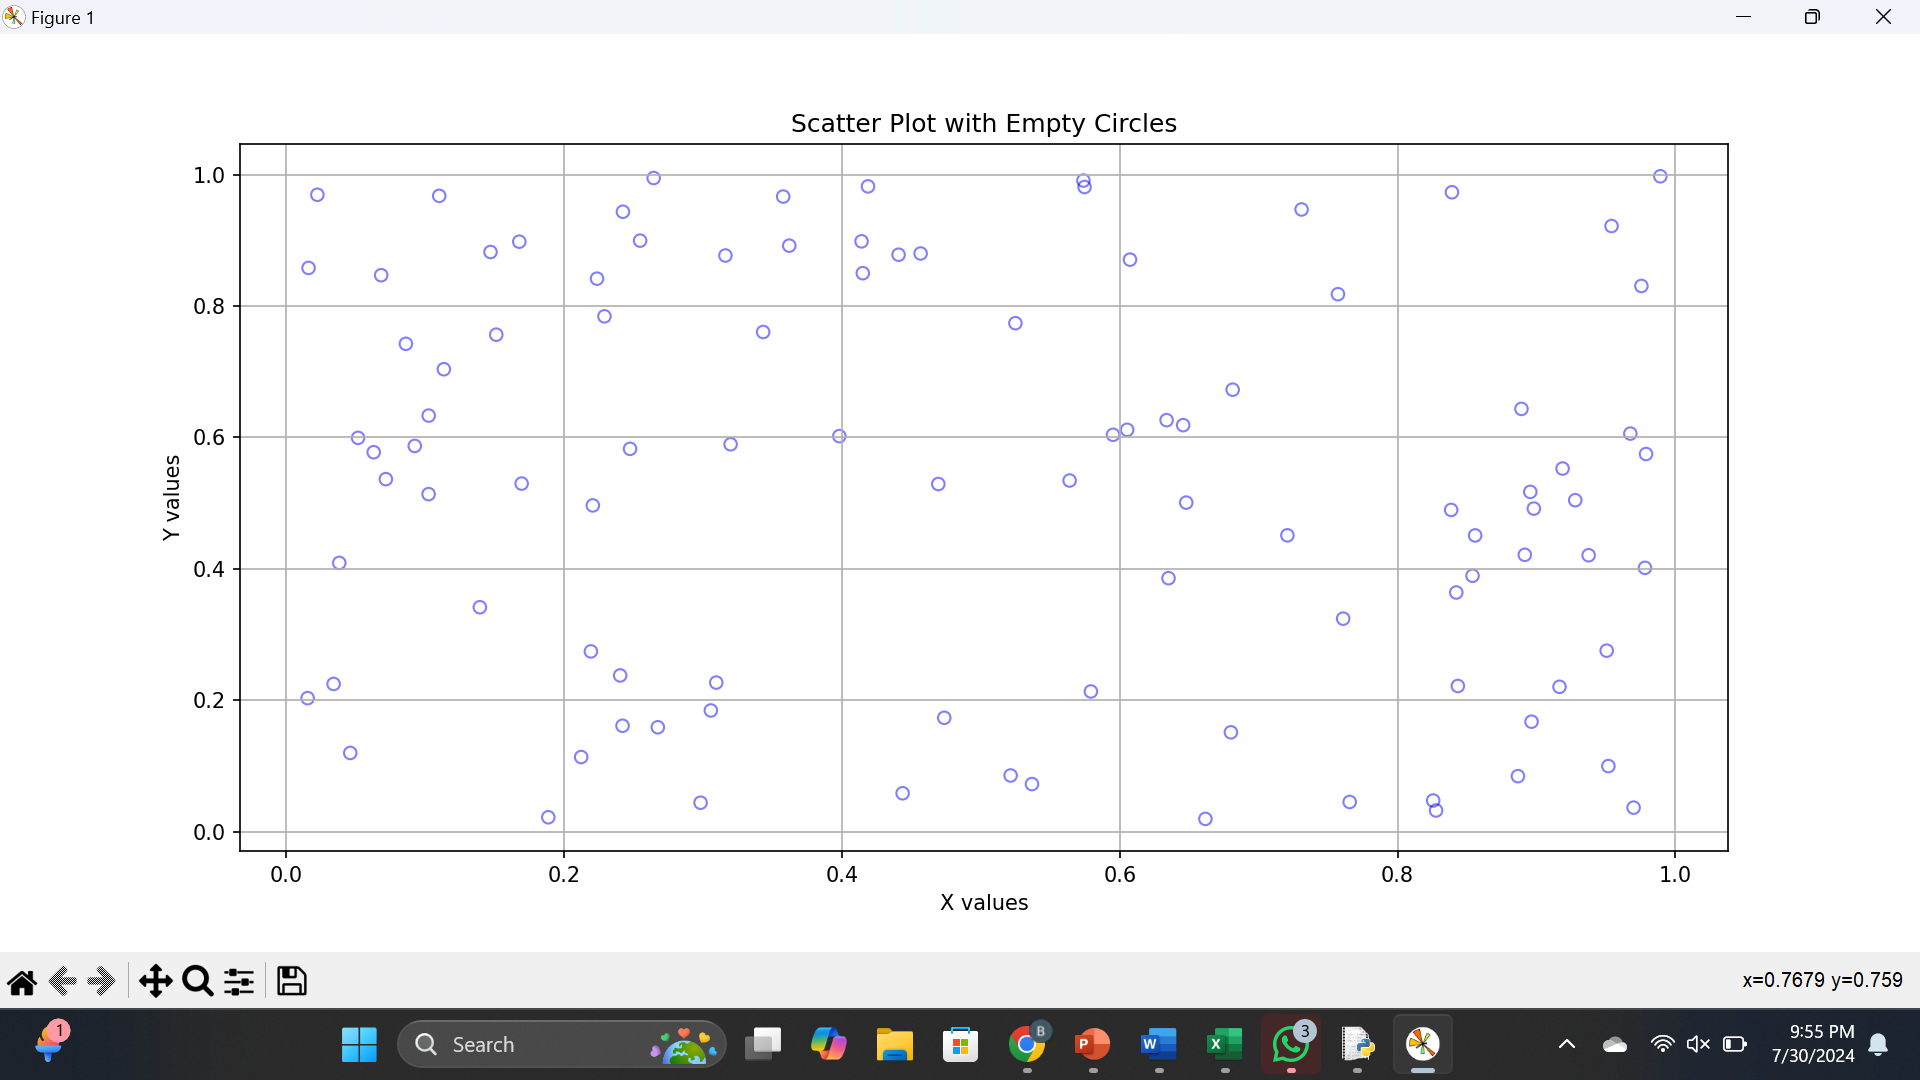 Figure 1
Scatter Plot with Empty Circles
1.0
0.8
0.6
0.4
0.2
0.0
Y values
0.0 0.2 0.4 0.6 0.8 1.0
X values
x=0.7679 y=0.759
1
Search
B
P
W
X
3
9:55 PM
7/30/2024